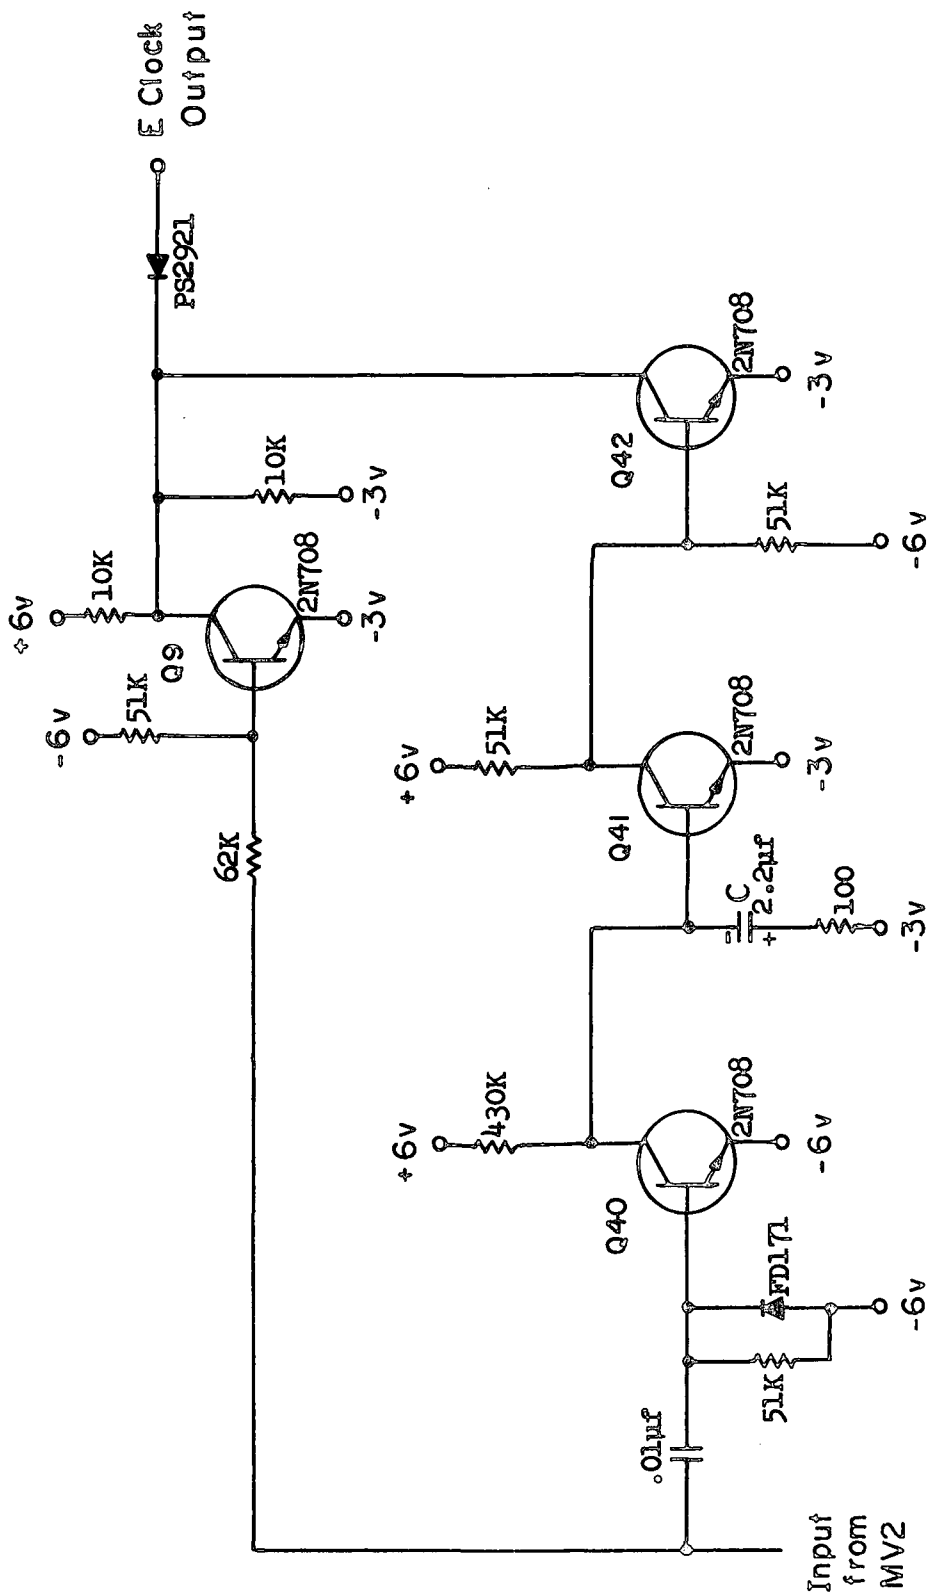 E Clock
Output
PS2921
+6v
10K
-6v
51K
Q9
2N708
-3v
10K
-3v
62K
+6v
430K
Q40
2N708
-6v
.01µf
51K
FD171
-6v
+6v
51K
Q41
2N708
-3v
-
C
+
2.2µf
100
-3v
Q42
2N708
-3v
51K
-6v
Input
from
MV2